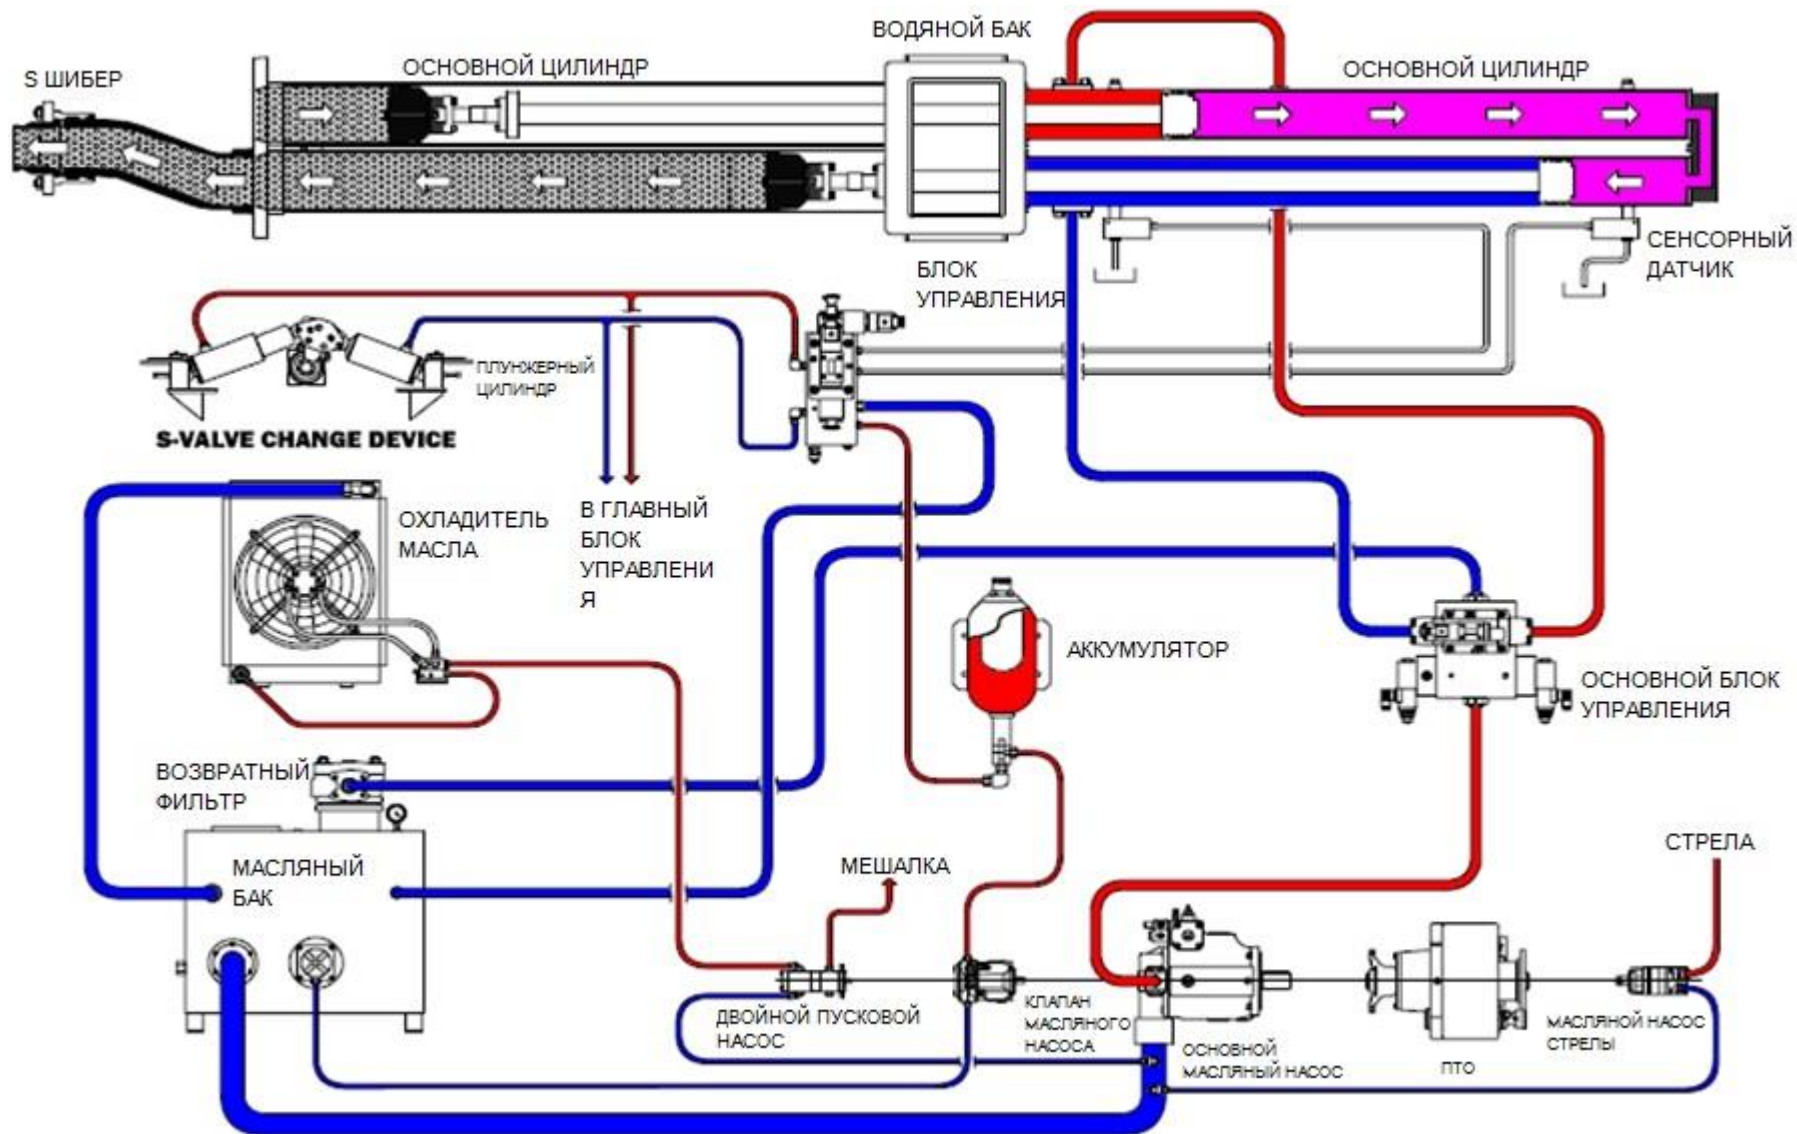 ВОДЯНОЙ БАК
S ШИБЕР
ОСНОВНОЙ ЦИЛИНДР
ОСНОВНОЙ ЦИЛИНДР
СЕНСОРНЫЙ
ДАТЧИК
БЛОК
УПРАВЛЕНИЯ
ПЛУНЖЕРНЫЙ
ЦИЛИНДР
S-VALVE CHANGE DEVICE
ОХЛАДИТЕЛЬ
МАСЛА
В ГЛАВНЫЙ
БЛОК
УПРАВЛЕНИ
Я
АККУМУЛЯТОР
ОСНОВНОЙ БЛОК
УПРАВЛЕНИЯ
ВОЗВРАТНЫЙ
ФИЛЬТР
МАСЛЯНЫЙ
БАК
МЕШАЛКА
СТРЕЛА
ДВОЙНОЙ ПУСКОВОЙ
НАСОС
КЛАПАН
МАСЛЯНОГО
НАСОСА
ОСНОВНОЙ
МАСЛЯНЫЙ НАСОС
ПТО
МАСЛЯНОЙ НАСОС
СТРЕЛЫ